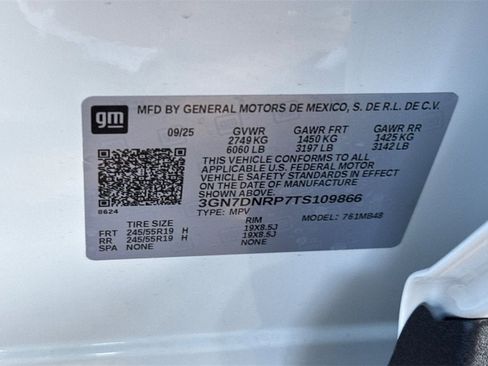 gm
MFD BY GENERAL MOTORS DE MEXICO, S. DE R.L. DE C.V.
09/25 GVWR GAWR FRT GAWR RR
2749 KG 1450 KG 1425 KG
6060 LB 3197 LB 3142 LB
THIS VEHICLE CONFORMS TO ALL
APPLICABLE U.S. FEDERAL MOTOR
VEHICLE SAFETY STANDARDS IN EFFECT
ON THE DATE OF MANUFACTURE
SHOWN ABOVE.
3GN7DNRP7TS109866
8624 TYPE: MPV MODEL: 761MB48
TIRE SIZE RIM
FRT 245/55R19 H 19X8.5J
RR 245/55R19 H 19X8.5J
SPA NONE NONE